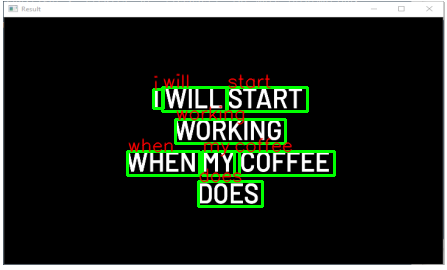 Result
i will start
I WILL START
working
WORKING
when my coffee
WHEN MY COFFEE
does
DOES